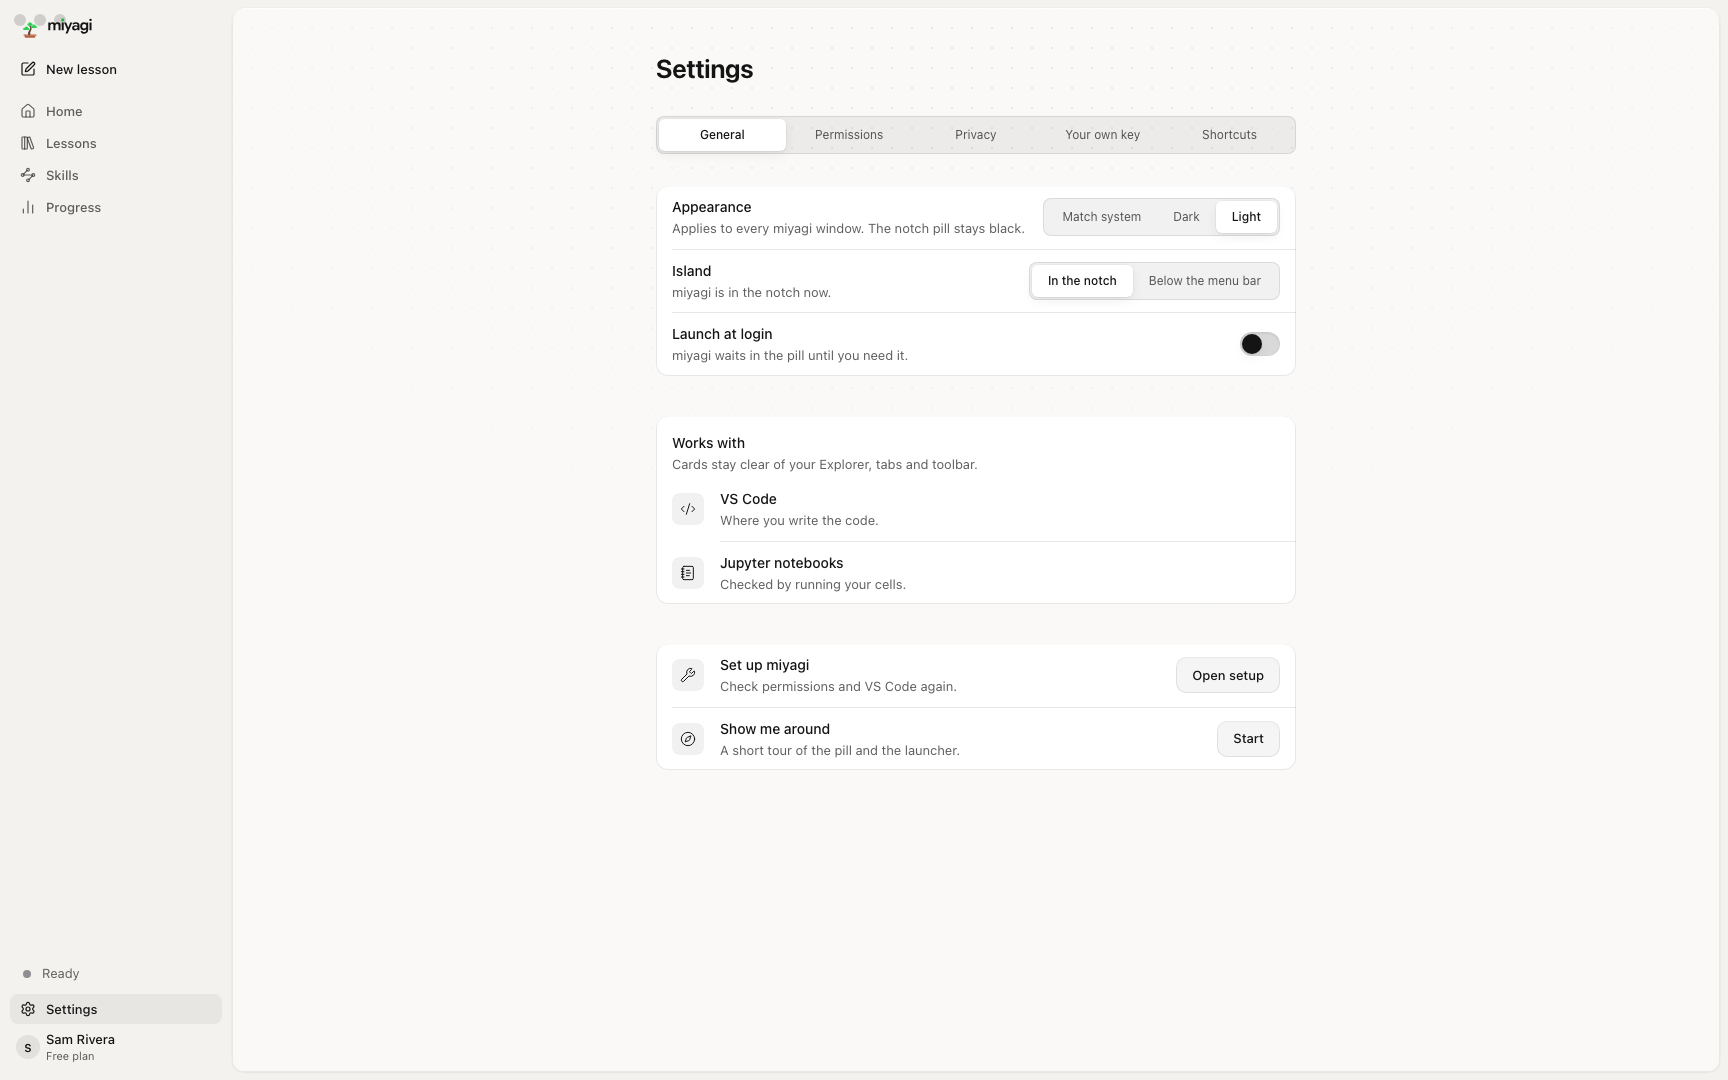 miyagi
New lesson
Home
Lessons
Skills
Progress
Ready
Settings
S
Sam Rivera
Free plan
Settings
General
Permissions
Privacy
Your own key
Shortcuts
Appearance
Applies to every miyagi window. The notch pill stays black.
Match system
Dark
Light
Island
miyagi is in the notch now.
In the notch
Below the menu bar
Launch at login
miyagi waits in the pill until you need it.
Works with
Cards stay clear of your Explorer, tabs and toolbar.
VS Code
Where you write the code.
Jupyter notebooks
Checked by running your cells.
Set up miyagi
Check permissions and VS Code again.
Open setup
Show me around
A short tour of the pill and the launcher.
Start